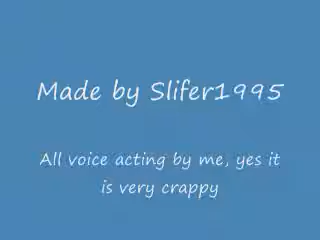 Made by Slifer1995
All voice acting by me, yes it
is very crappy